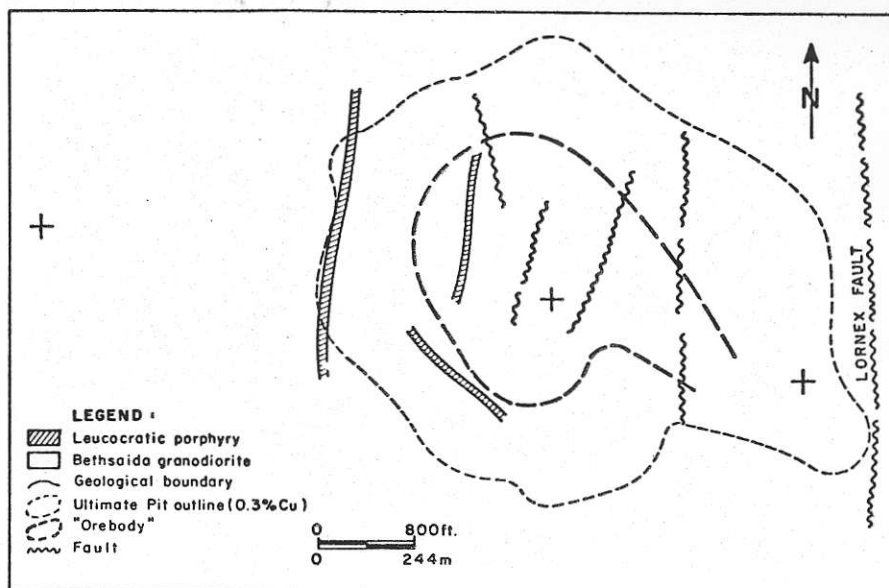 N
LORNEX FAULT
LEGEND :
Leucocratic porphyry
Bethsaida granodiorite
Geological boundary
Ultimate Pit outline (0.3% Cu)
"Orebody"
Fault
0 800ft.
0 244m